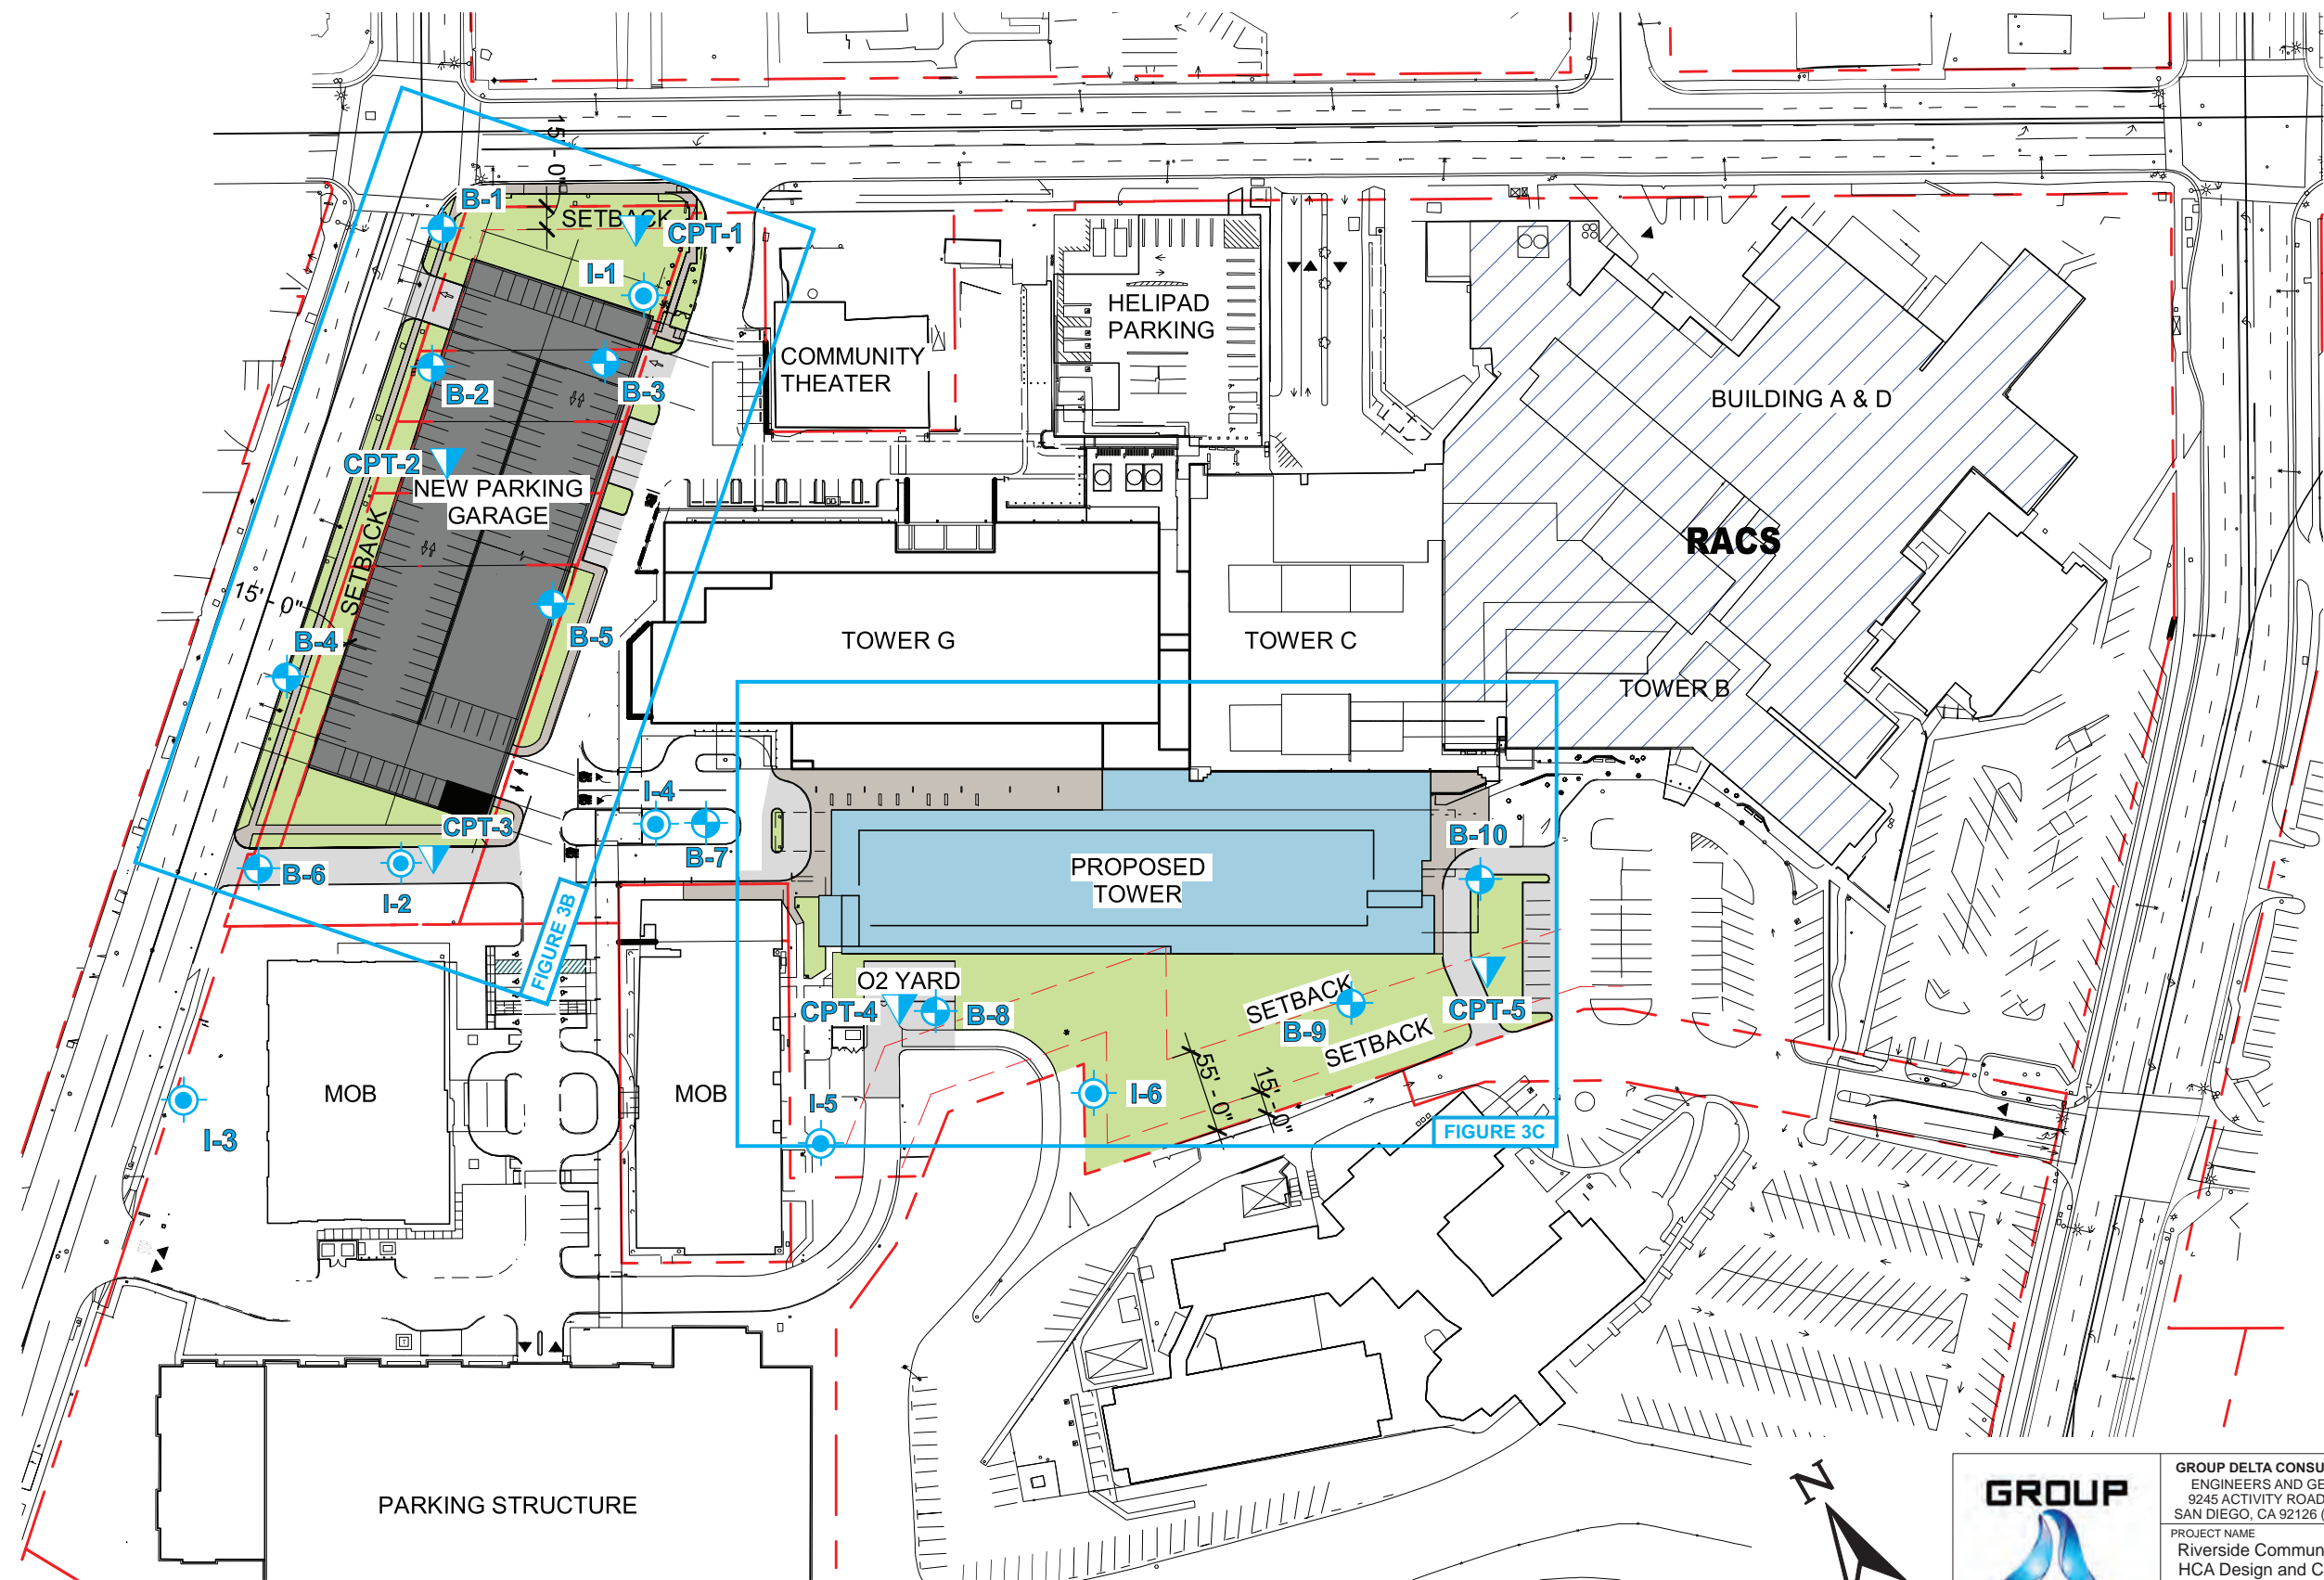 15' - 0"
B-1
SETBACK
CPT-1
I-1
HELIPAD
PARKING
COMMUNITY
THEATER
B-2
B-3
BUILDING A & D
CPT-2
NEW PARKING
GARAGE
SETBACK
RACS
15' - 0"
B-4
B-5
TOWER G
TOWER C
TOWER B
I-4
CPT-3
B-7
B-10
B-6
I-2
PROPOSED
TOWER
FIGURE 3B
O2 YARD
CPT-4
B-8
SETBACK
B-9
CPT-5
SETBACK
MOB
MOB
I-5
I-6
55' - 0"
15' - 0"
FIGURE 3C
I-3
PARKING STRUCTURE
N
GROUP
GROUP DELTA CONSU
ENGINEERS AND GE
9245 ACTIVITY ROAD
SAN DIEGO, CA 92126 (
PROJECT NAME
Riverside Commun
HCA Design and C